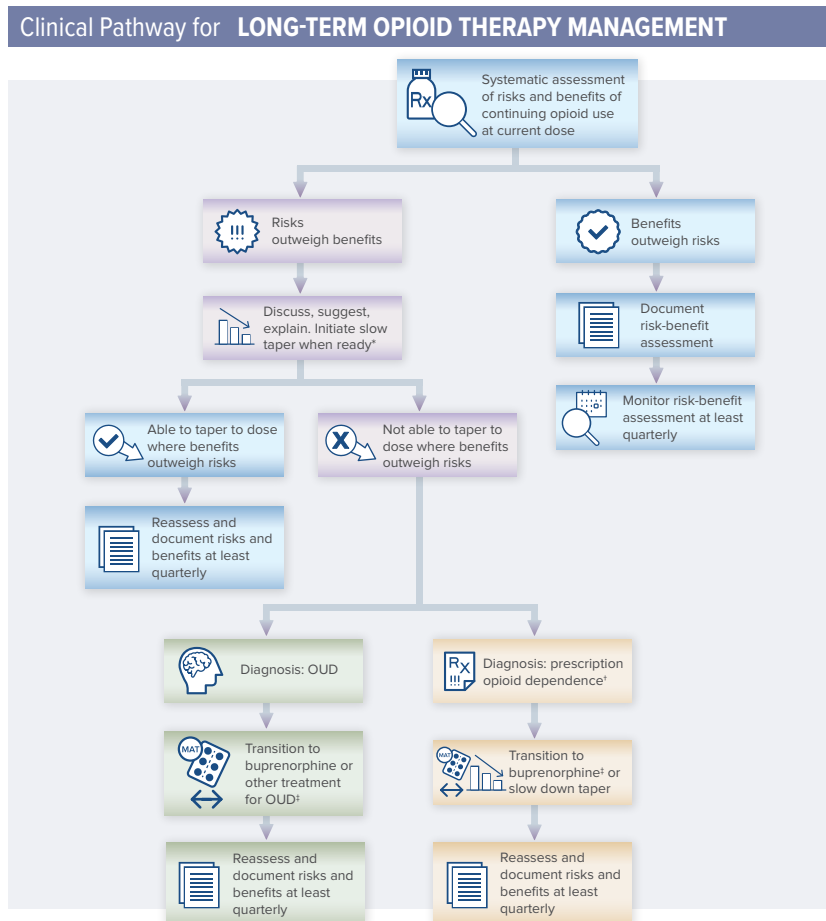 Clinical Pathway for LONG-TERM OPIOID THERAPY MANAGEMENT
Rx
Systematic assessment
of risks and benefits of
continuing opioid use
at current dose
!!!
Risks
outweigh benefits
Benefits
outweigh risks
Discuss, suggest,
explain. Initiate slow
taper when ready*
Document
risk-benefit
assessment
Monitor risk-benefit
assessment at least
quarterly
Able to taper to dose
where benefits
outweigh risks
X
Not able to taper to
dose where benefits
outweigh risks
Reassess and
document risks and
benefits at least
quarterly
Diagnosis: OUD
Rx
!!!
Diagnosis: prescription
opioid dependence†
MAT
Transition to
buprenorphine or
other treatment
for OUD‡
MAT
Transition to
buprenorphine‡ or
slow down taper
Reassess and
document risks and
benefits at least
quarterly
Reassess and
document risks and
benefits at least
quarterly